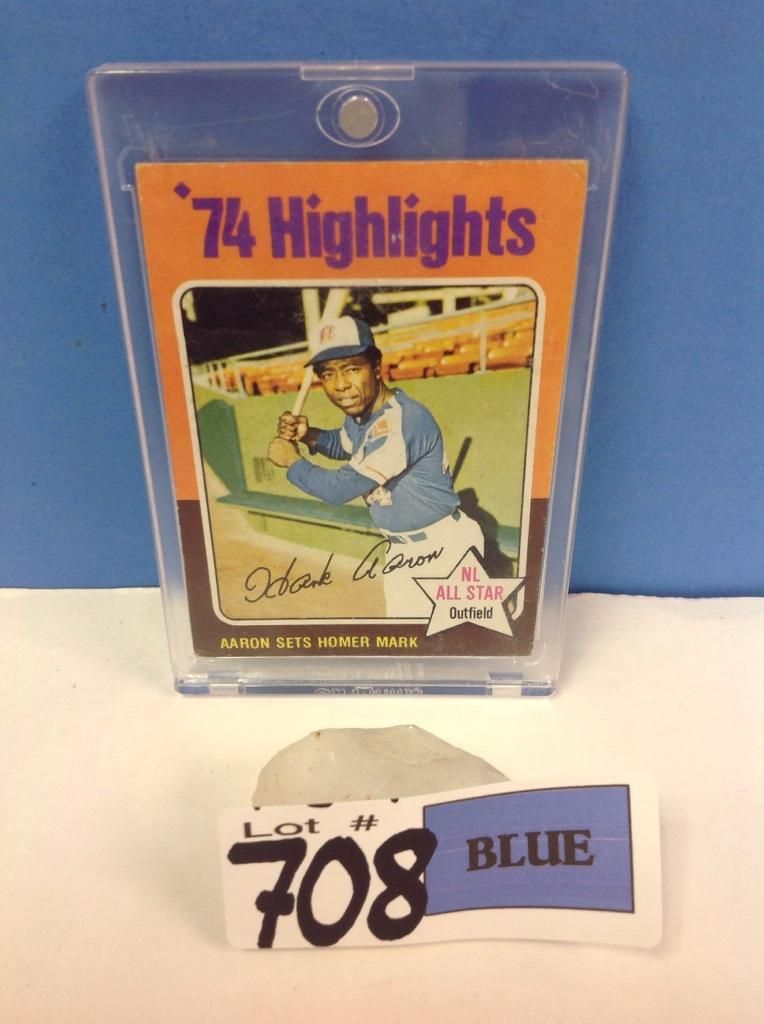 '74 Highlights
Hank Aaron
NL
ALL STAR
Outfield
AARON SETS HOMER MARK
Lot #
708
BLUE